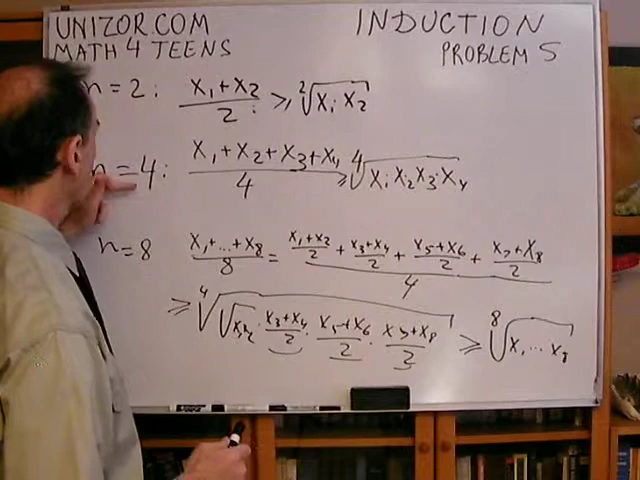 UNIZOR.COM INDUCTION
MATH 4 TEENS PROBLEM 5
n = 2 : (x₁ + x₂)/2 ≥ ²√(x₁ · x₂)
n = 4 : (x₁ + x₂ + x₃ + x₄)/4 ≥ ⁴√(x₁ · x₂ · x₃ · x₄)
n = 8 (x₁ + ... + x₈)/8 = ((x₁ + x₂)/2 + (x₃ + x₄)/2 + (x₅ + x₆)/2 + (x₇ + x₈)/2)/4
≥ ⁴√(√(x₁x₂) · (x₃ + x₄)/2 · (x₅ + x₆)/2 · (x₇ + x₈)/2) ≥ ⁸√(x₁ ... x₈)